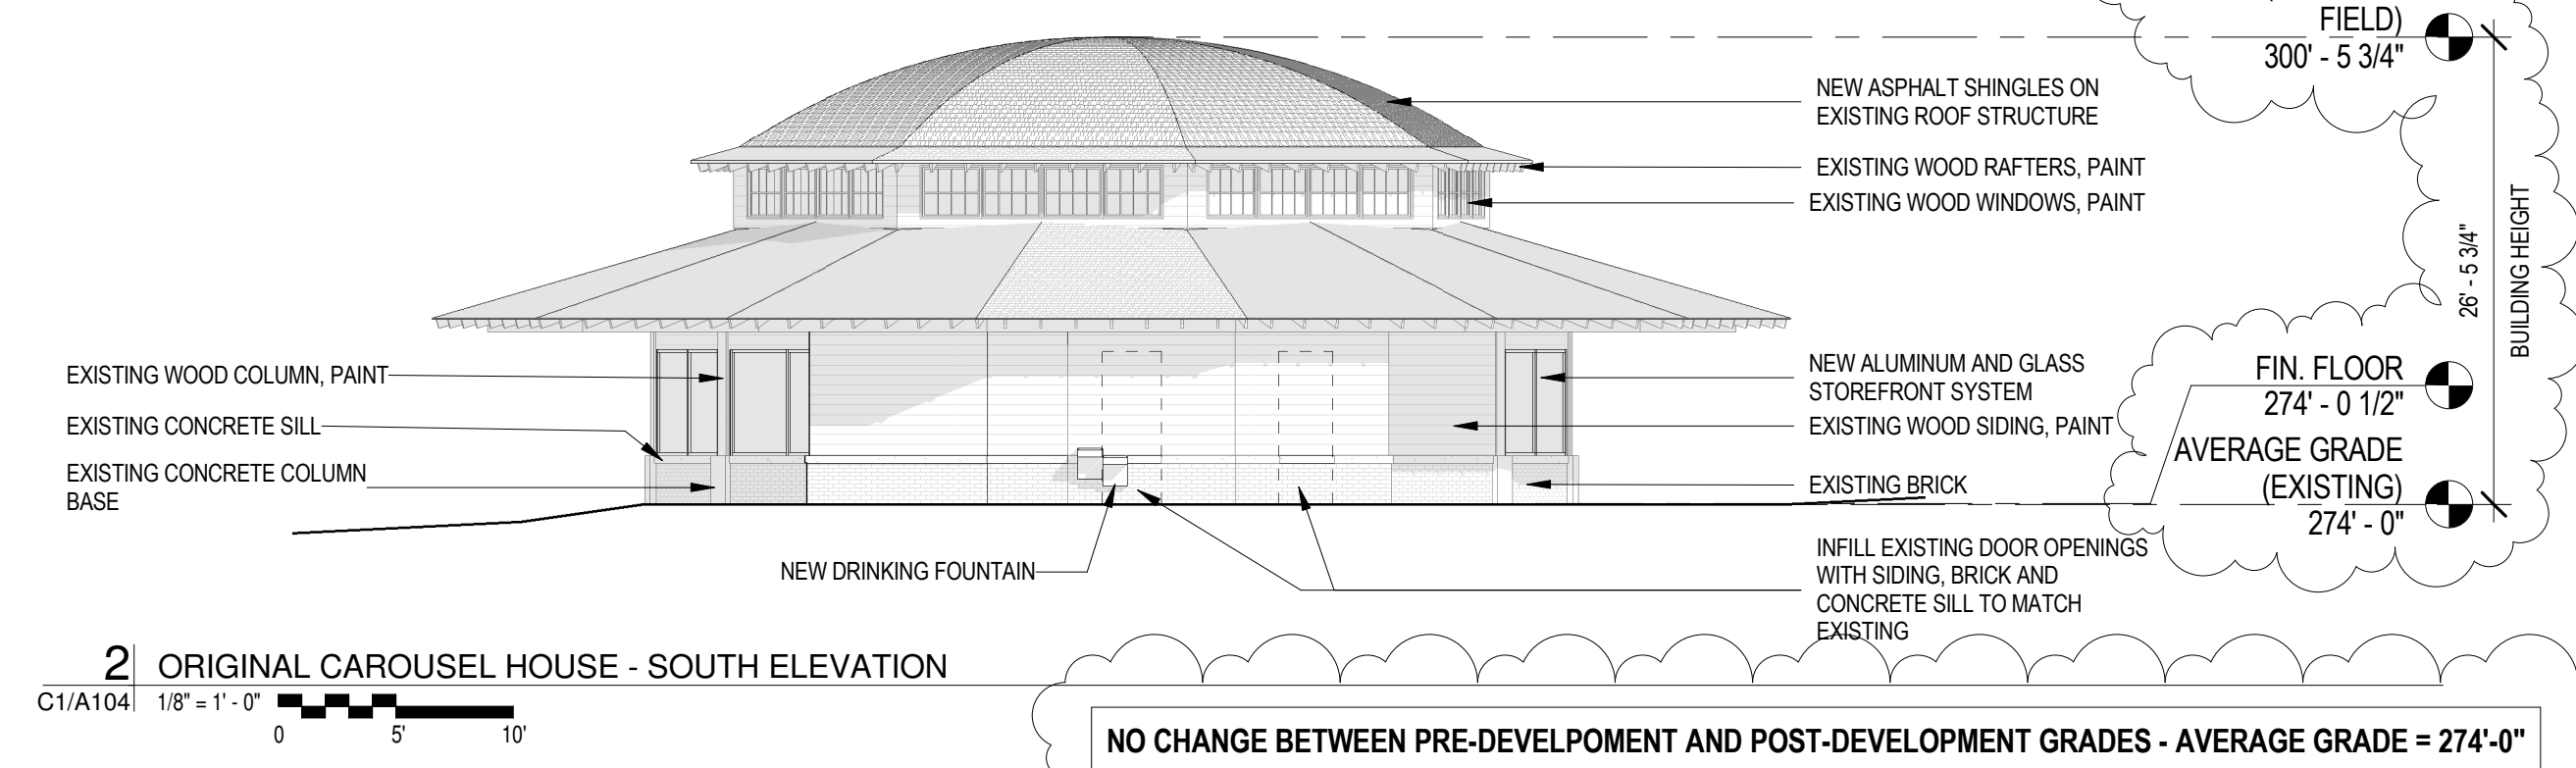 FIELD)
300' - 5 3/4"
NEW ASPHALT SHINGLES ON
EXISTING ROOF STRUCTURE
EXISTING WOOD RAFTERS, PAINT
EXISTING WOOD WINDOWS, PAINT
26' - 5 3/4"
BUILDING HEIGHT
EXISTING WOOD COLUMN, PAINT
EXISTING CONCRETE SILL
EXISTING CONCRETE COLUMN
BASE
NEW ALUMINUM AND GLASS
STOREFRONT SYSTEM
EXISTING WOOD SIDING, PAINT
EXISTING BRICK
FIN. FLOOR
274' - 0 1/2"
AVERAGE GRADE
(EXISTING)
274' - 0"
NEW DRINKING FOUNTAIN
INFILL EXISTING DOOR OPENINGS
WITH SIDING, BRICK AND
CONCRETE SILL TO MATCH
EXISTING
2 ORIGINAL CAROUSEL HOUSE - SOUTH ELEVATION
C1/A104 1/8" = 1' - 0"
0 5' 10'
NO CHANGE BETWEEN PRE-DEVELPOMENT AND POST-DEVELOPMENT GRADES - AVERAGE GRADE = 274'-0"